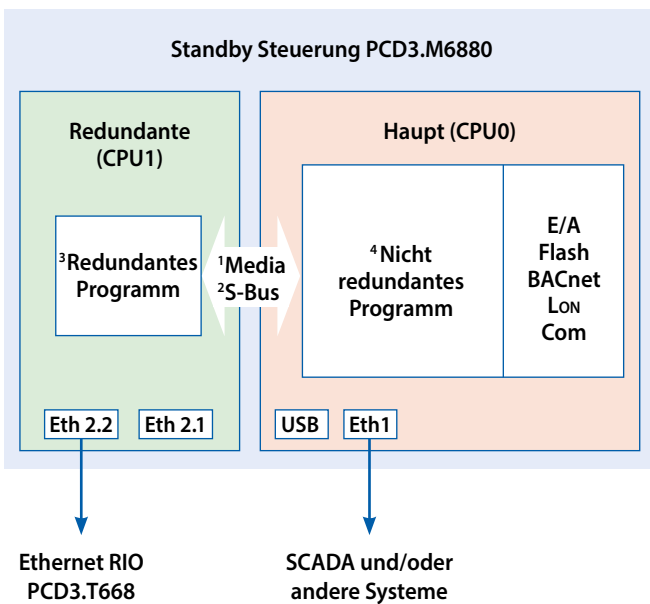 Standby Steuerung PCD3.M6880
Redundante
(CPU1)
Haupt (CPU0)
³Redundantes
Programm
¹Media
²S-Bus
⁴Nicht
redundantes
Programm
E/A
Flash
BACnet
LON
Com
Eth 2.2
Eth 2.1
USB
Eth1
Ethernet RIO
PCD3.T668
SCADA und/oder
andere Systeme